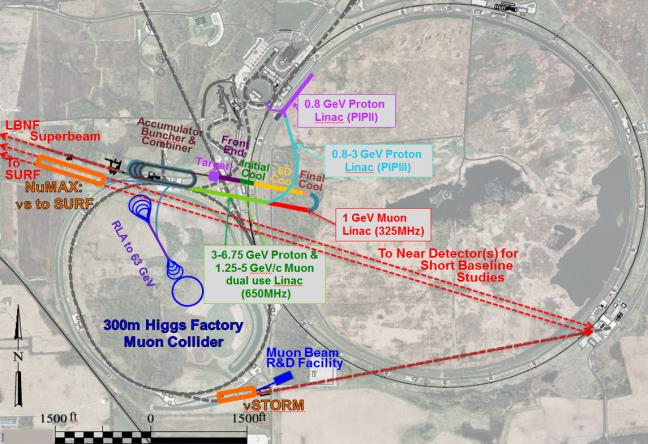 0.8 GeV Proton
Linac (PIPII)
LBNF
Superbeam
To
SURF
Accumulator
Buncher &
Combiner
Front
End
Target
Initial
Cool
6D
Cool
Final
Cool
0.8-3 GeV Proton
Linac (PIPIII)
NuMAX:
νs to SURF
1 GeV Muon
Linac (325MHz)
RLA to 63 GeV
3-6.75 GeV Proton &
1.25-5 GeV/c Muon
dual use Linac
(650MHz)
To Near Detector(s) for
Short Baseline
Studies
300m Higgs Factory
Muon Collider
N
Muon Beam
R&D Facility
νSTORM
1500 ft
0
1500 ft